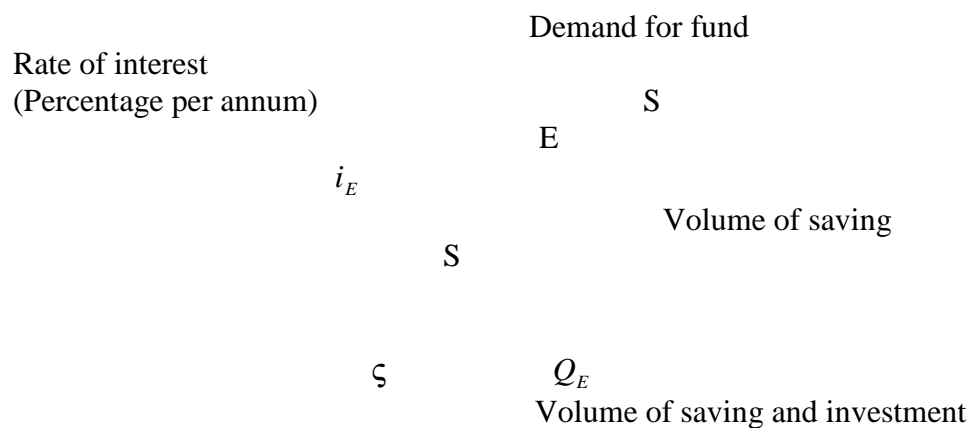 Demand for fund
Rate of interest
(Percentage per annum)
S
E
i_E
Volume of saving
S
ς Q_E
Volume of saving and investment